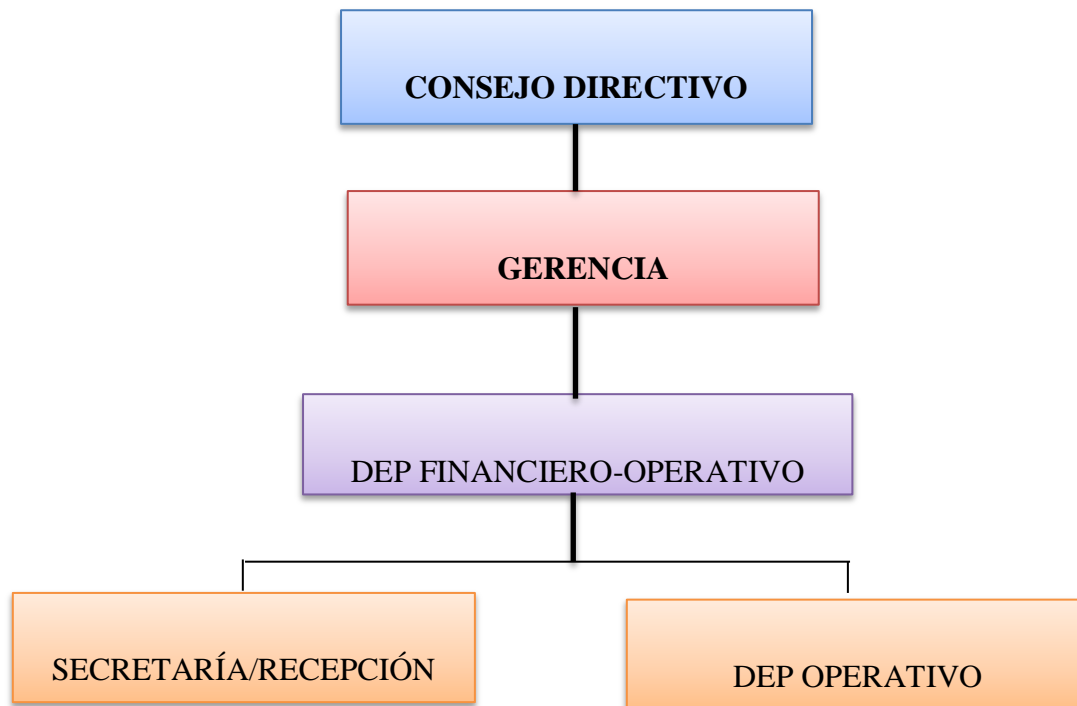 CONSEJO DIRECTIVO
GERENCIA
DEP FINANCIERO-OPERATIVO
SECRETARÍA/RECEPCIÓN
DEP OPERATIVO